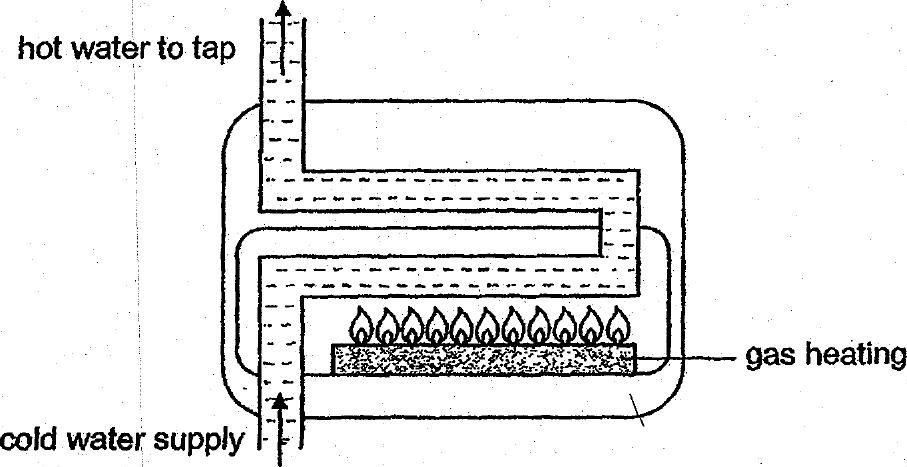 hot water to tap
gas heating
cold water supply